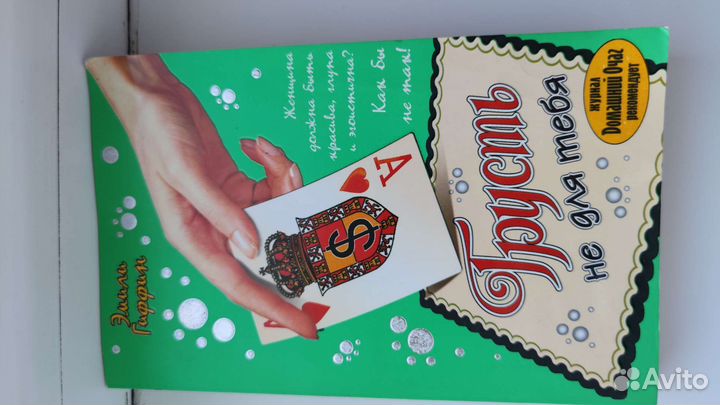 Эмили
Гиффин
Женщина
должна быть
красива, глупа
и эгоистична?
Как бы
не так!
A
$
Грусть
не для тебя
журнал
Домашний Очаг
рекомендует
Avito